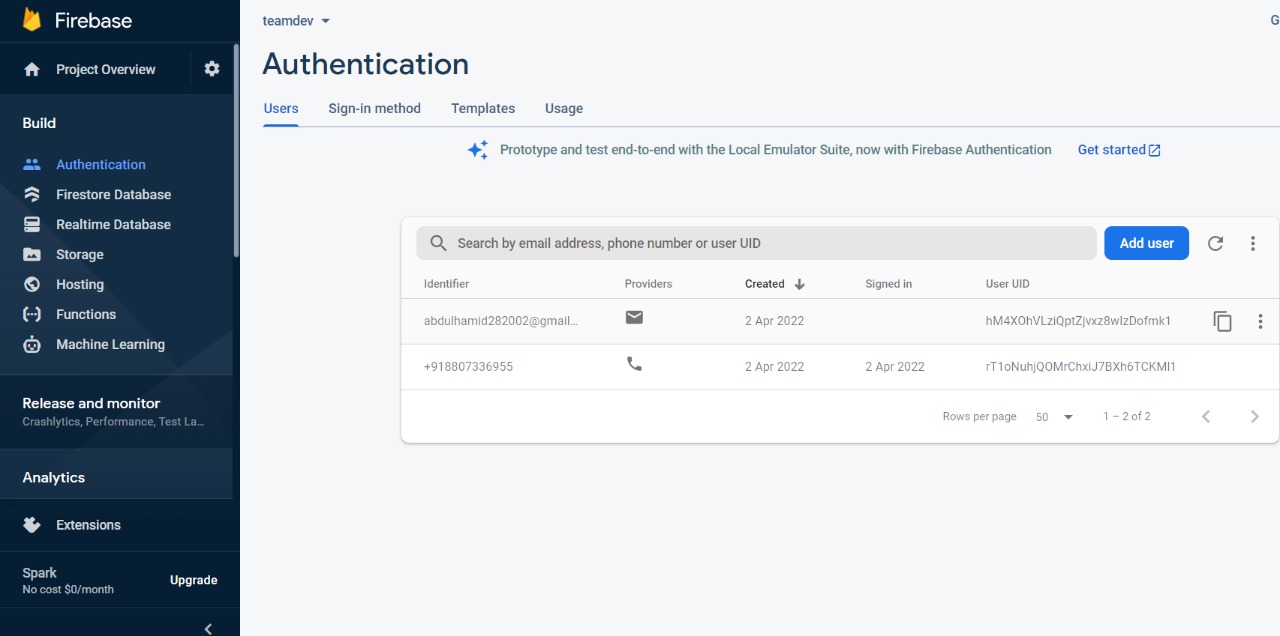 Firebase
Project Overview
Build
Authentication
Firestore Database
Realtime Database
Storage
Hosting
Functions
Machine Learning
Release and monitor
Crashlytics, Performance, Test La...
Analytics
Extensions
Spark
No cost $0/month
Upgrade
teamdev
G
Authentication
Users Sign-in method Templates Usage
Prototype and test end-to-end with the Local Emulator Suite, now with Firebase Authentication Get started
Search by email address, phone number or user UID Add user
Identifier Providers Created Signed in User UID
abdulhamid282002@gmail... 2 Apr 2022 hM4XOhVLziQptZjvxz8wIzDofmk1
+918807336955 2 Apr 2022 2 Apr 2022 rT1oNuhjQOMrChxiJ7BXh6TCKMI1
Rows per page 50 1 – 2 of 2